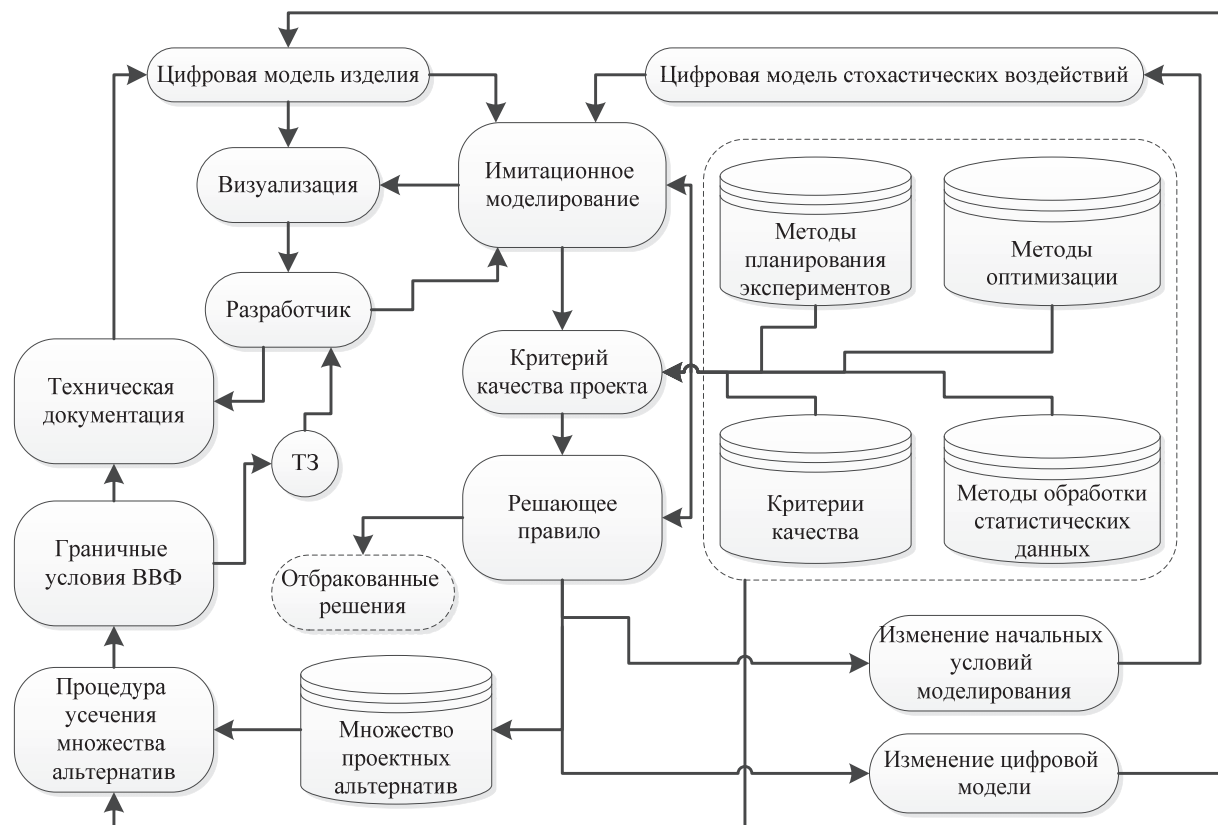 Цифровая модель изделия
Цифровая модель стохастических воздействий
Имитационное
моделирование
Визуализация
Методы
планирования
экспериментов
Методы
оптимизации
Разработчик
Критерий
качества проекта
Техническая
документация
ТЗ
Решающее
правило
Критерии
качества
Методы обработки
статистических
данных
Граничные
условия ВВФ
Отбракованные
решения
Изменение начальных
условий
моделирования
Процедура
усечения
множества
альтернатив
Множество
проектных
альтернатив
Изменение цифровой
модели